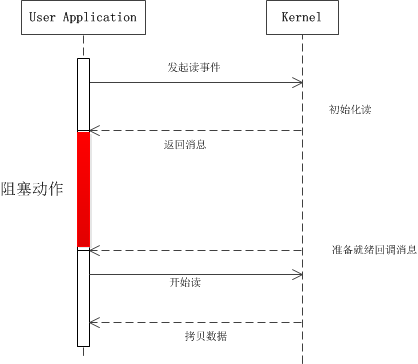 User Application
Kernel
发起读事件
初始化读
返回消息
阻塞动作
准备就绪回调消息
开始读
拷贝数据